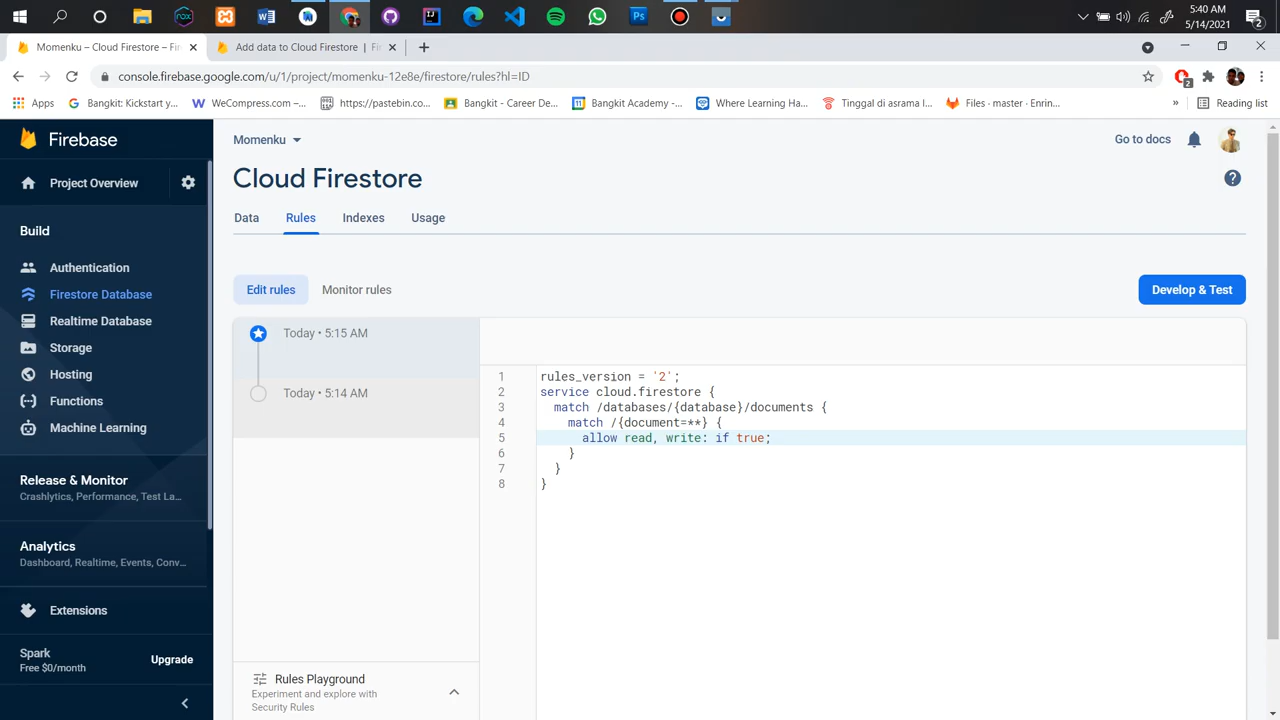 5:40 AM
5/14/2021
2
Momenku – Cloud Firestore – Fir
Add data to Cloud Firestore | Fi
console.firebase.google.com/u/1/project/momenku-12e8e/firestore/rules?hl=ID
2
Apps
Bangkit: Kickstart y...
WeCompress.com –...
https://pastebin.co...
Bangkit - Career De...
Bangkit Academy -...
Where Learning Ha...
Tinggal di asrama l...
Files · master · Enrin...
»
Reading list
Firebase
Momenku
Go to docs
Project Overview
Cloud Firestore
Data
Rules
Indexes
Usage
Build
Authentication
Firestore Database
Realtime Database
Storage
Hosting
Functions
Machine Learning
Release & Monitor
Crashlytics, Performance, Test La...
Analytics
Dashboard, Realtime, Events, Conv...
Extensions
Spark
Free $0/month
Upgrade
Edit rules
Monitor rules
Develop & Test
Today • 5:15 AM
Today • 5:14 AM
1 rules_version = '2';
2 service cloud.firestore {
3 match /databases/{database}/documents {
4 match /{document=**} {
5 allow read, write: if true;
6 }
7 }
8 }
Rules Playground
Experiment and explore with
Security Rules